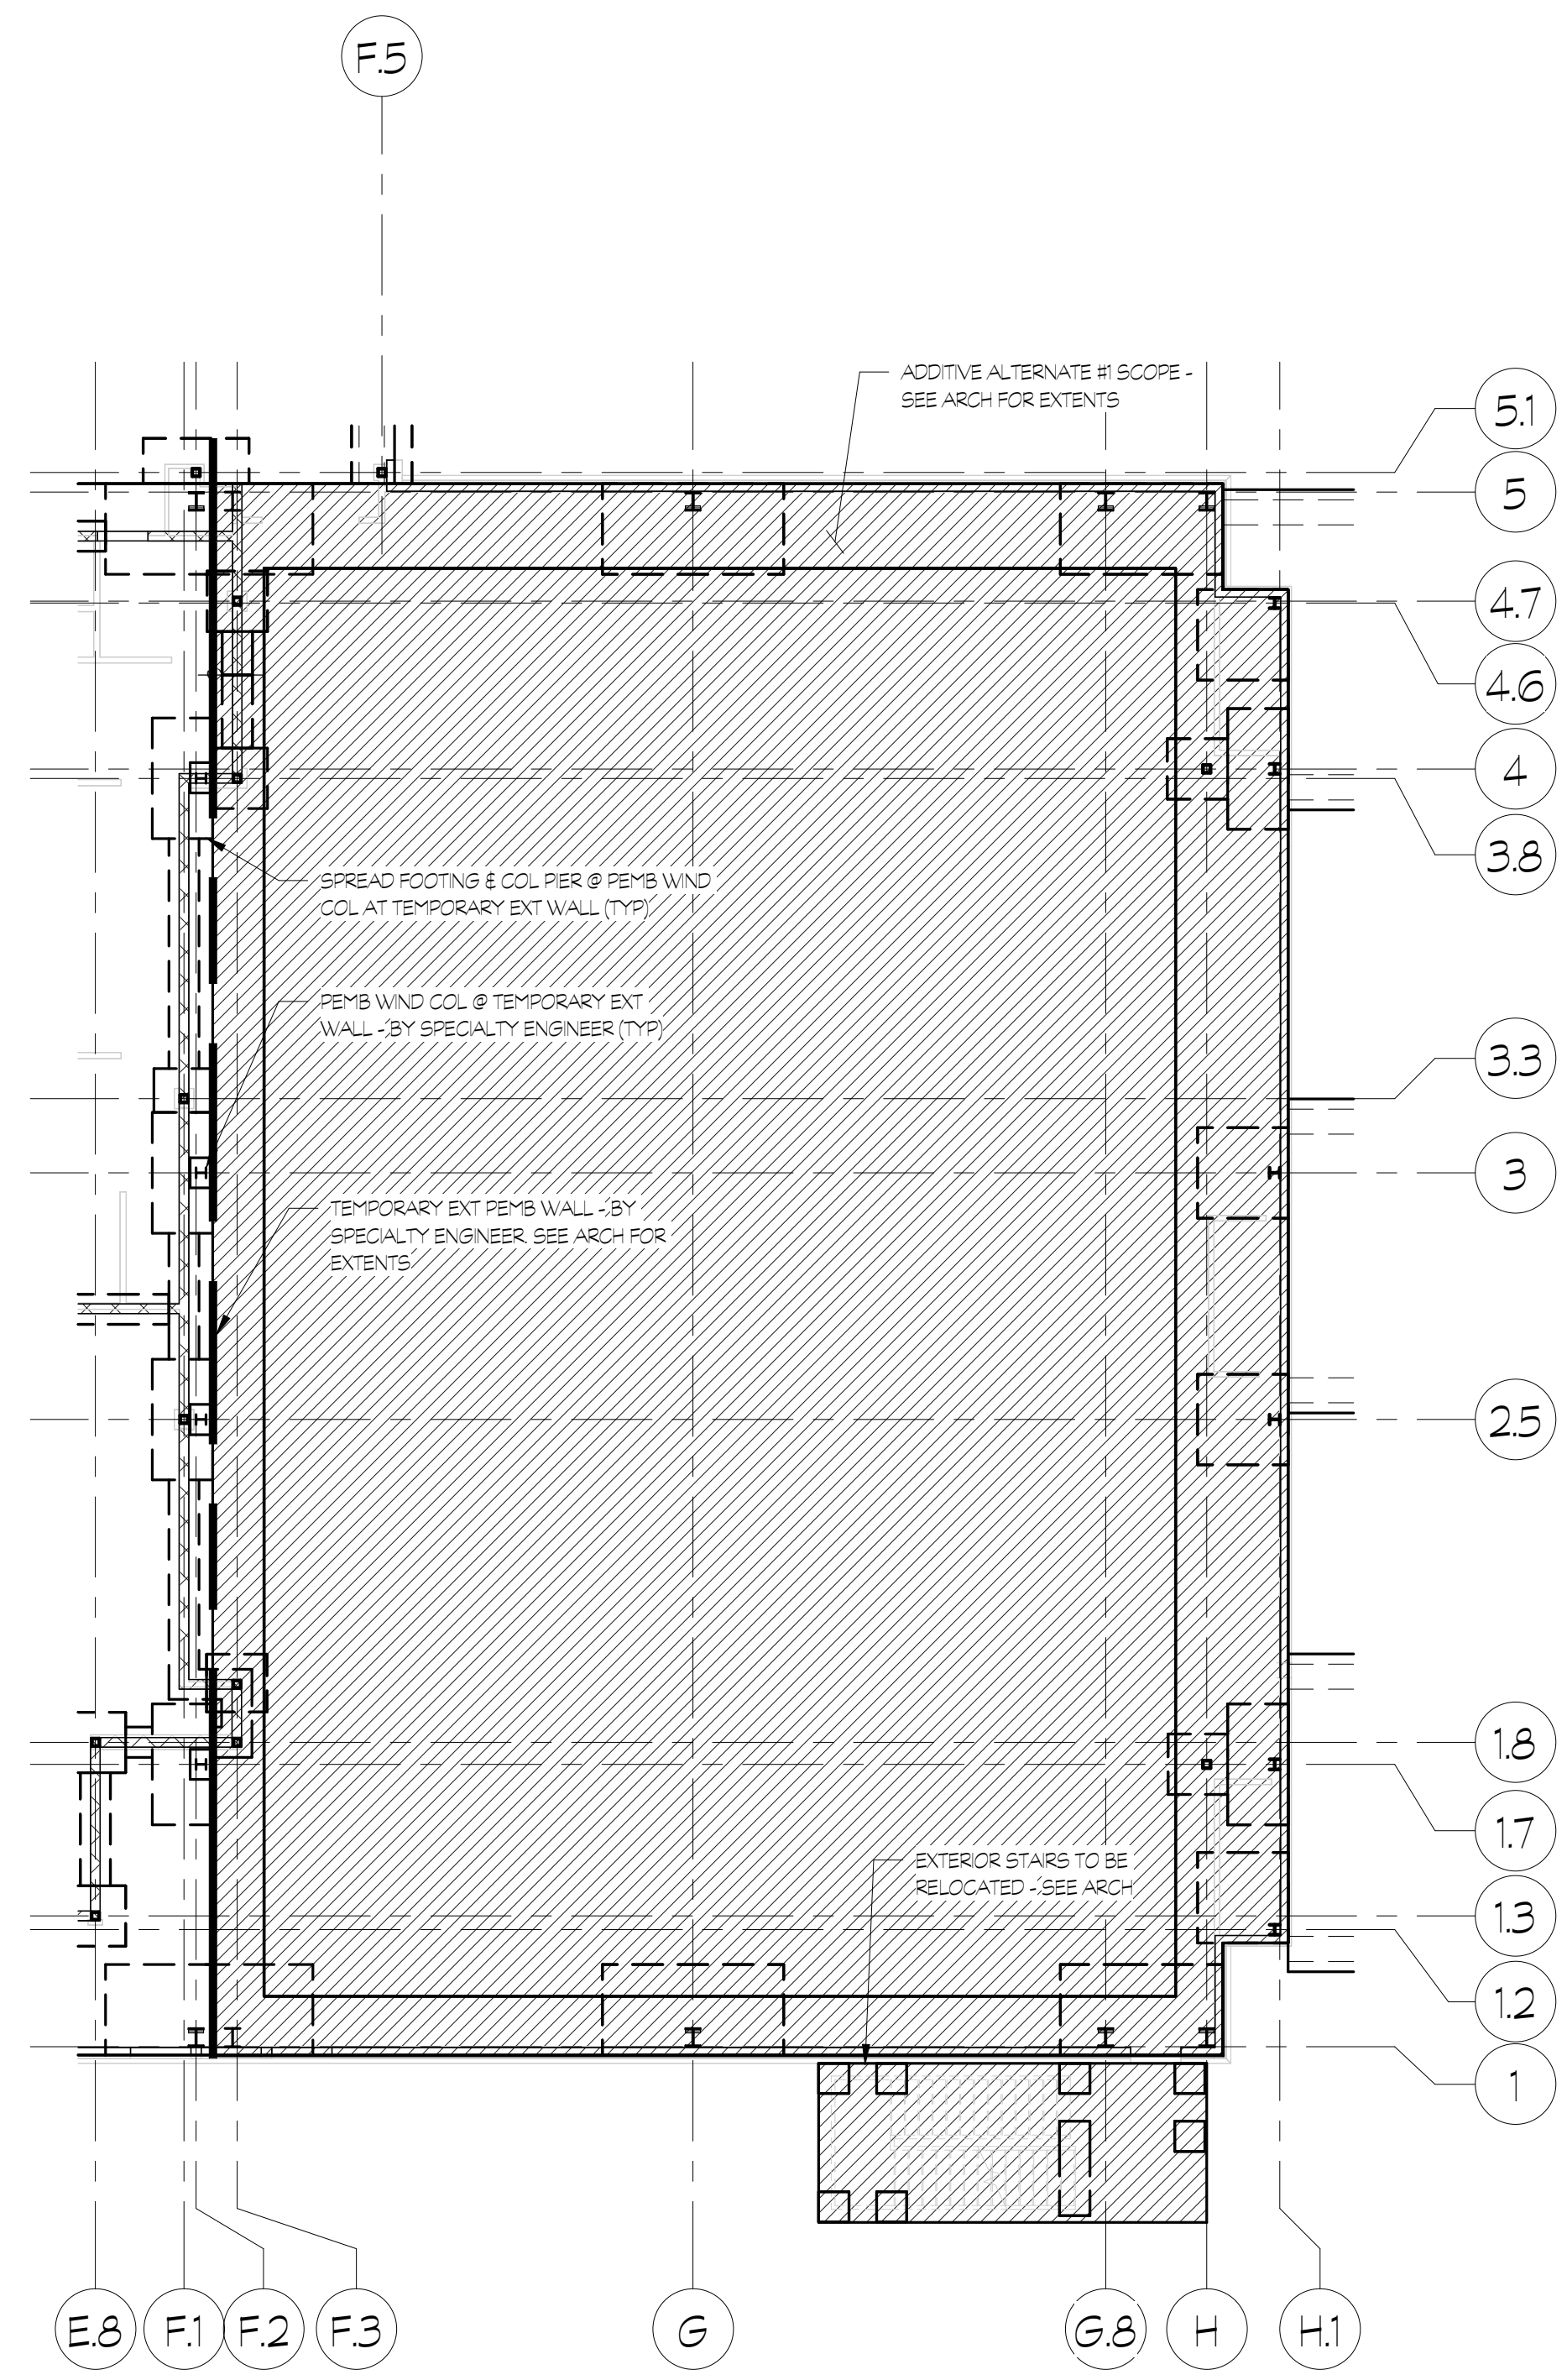 F.5
ADDITIVE ALTERNATE #1 SCOPE -
SEE ARCH FOR EXTENTS
5.1
5
4.7
4.6
4
3.8
SPREAD FOOTING & COL PIER @ PEMB WIND
COL AT TEMPORARY EXT WALL (TYP)
PEMB WIND COL @ TEMPORARY EXT
WALL - BY SPECIALTY ENGINEER (TYP)
3.3
3
TEMPORARY EXT PEMB WALL - BY
SPECIALTY ENGINEER. SEE ARCH FOR
EXTENTS
2.5
1.8
1.7
EXTERIOR STAIRS TO BE
RELOCATED - SEE ARCH
1.3
1.2
1
E.8
F.1
F.2
F.3
G
G.8
H
H.1